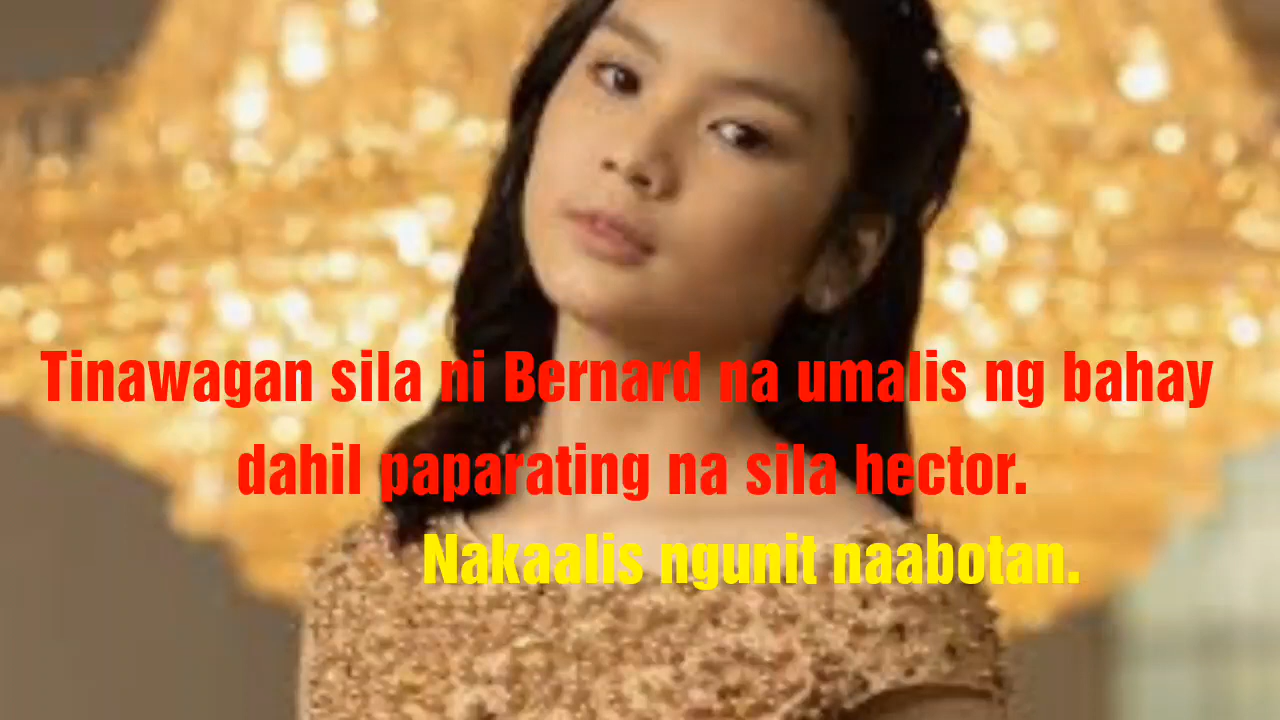 Tinawagan sila ni Bernard na umalis ng bahay
dahil paparating na sila hector.
Nakaalis ngunit naabotan.